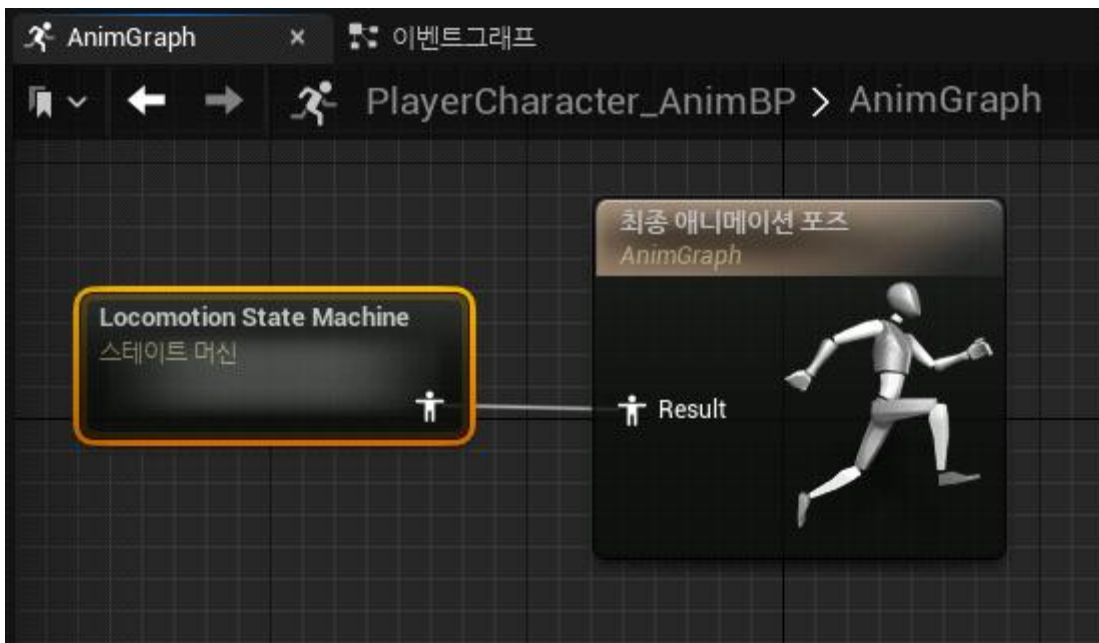 AnimGraph
이벤트그래프
PlayerCharacter_AnimBP > AnimGraph
최종 애니메이션 포즈
AnimGraph
Locomotion State Machine
스테이트 머신
Result